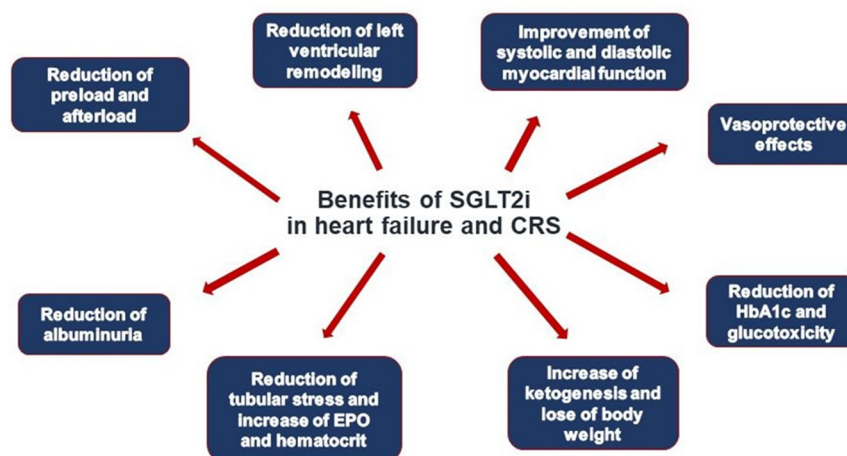 Reduction of left
ventricular
remodeling
Improvement of
systolic and diastolic
myocardial function
Reduction of
preload and
afterload
Vasoprotective
effects
Benefits of SGLT2i
in heart failure and CRS
Reduction of
albuminuria
Reduction of
HbA1c and
glucotoxicity
Reduction of
tubular stress and
increase of EPO
and hematocrit
Increase of
ketogenesis and
lose of body
weight